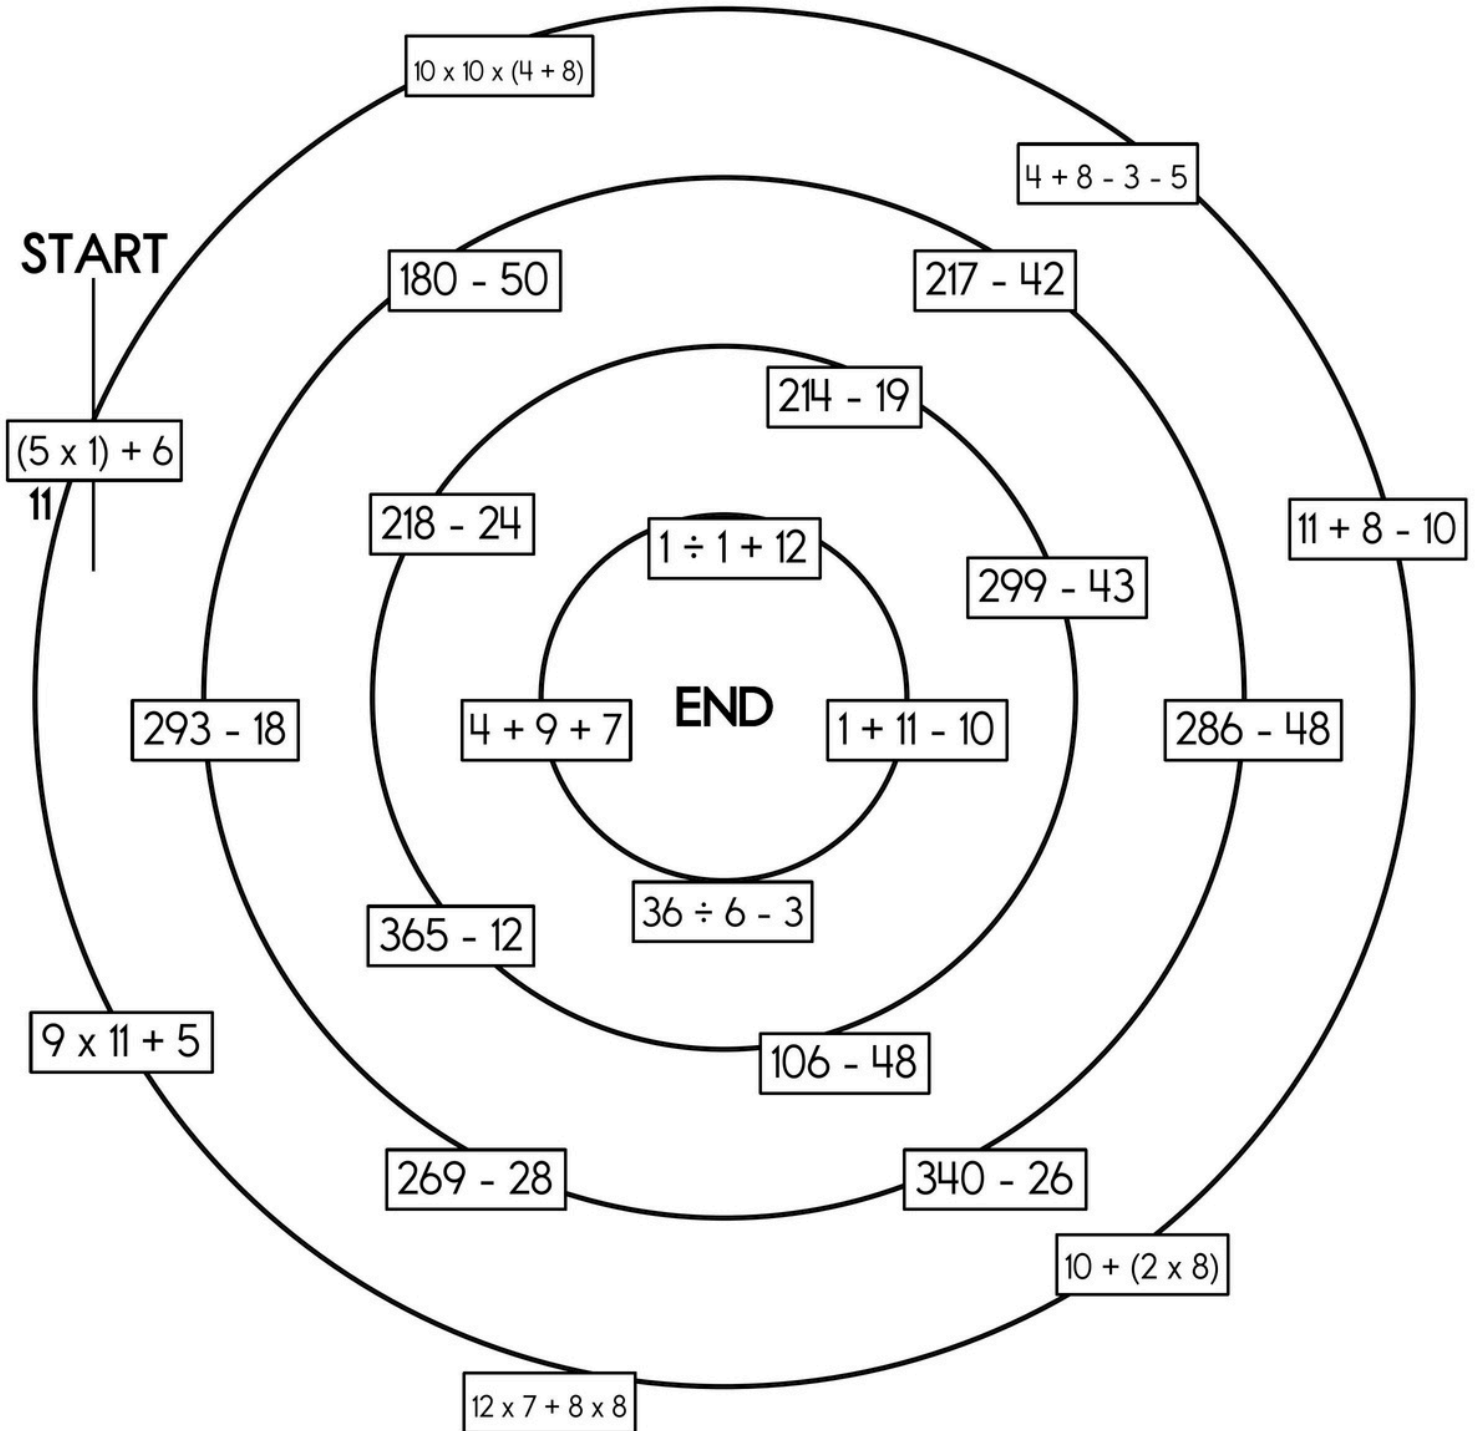 10 x 10 x (4 + 8)
4 + 8 - 3 - 5
START
180 - 50
217 - 42
214 - 19
(5 x 1) + 6
11
218 - 24
1 ÷ 1 + 12
11 + 8 - 10
299 - 43
END
293 - 18
4 + 9 + 7
1 + 11 - 10
286 - 48
36 ÷ 6 - 3
365 - 12
9 x 11 + 5
106 - 48
269 - 28
340 - 26
10 + (2 x 8)
12 x 7 + 8 x 8